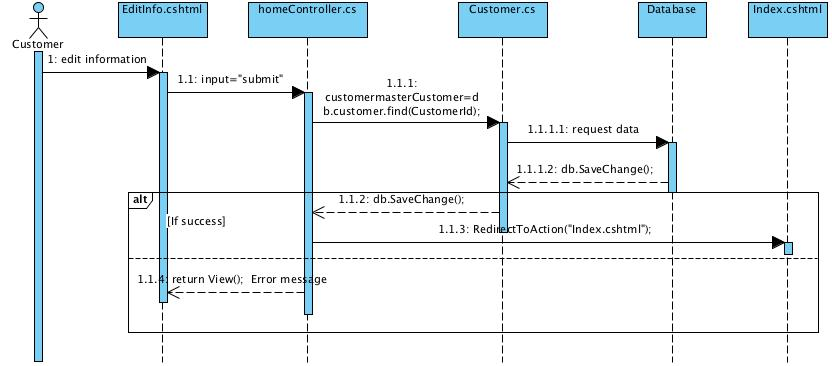 EditInfo.cshtml
homeController.cs
Customer.cs
Database
Index.cshtml
Customer
1: edit information
1.1: input="submit"
1.1.1:
customermasterCustomer=d
b.customer.find(CustomerId);
1.1.1.1: request data
1.1.1.2: db.SaveChange();
alt
1.1.2: db.SaveChange();
[If success]
1.1.3: RedirectToAction("Index.cshtml");
1.1.4: return View(); Error message